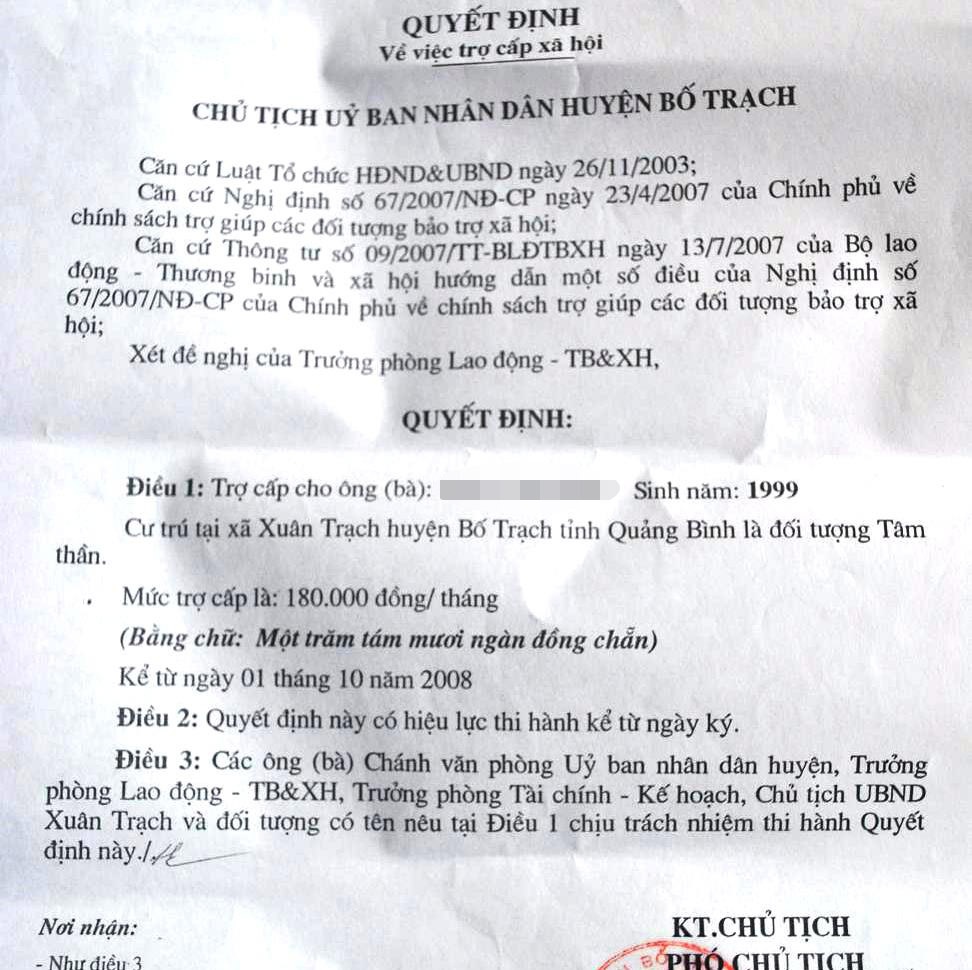 QUYẾT ĐỊNH
Về việc trợ cấp xã hội
CHỦ TỊCH UỶ BAN NHÂN DÂN HUYỆN BỐ TRẠCH
Căn cứ Luật Tổ chức HĐND&UBND ngày 26/11/2003;
Căn cứ Nghị định số 67/2007/NĐ-CP ngày 23/4/2007 của Chính phủ về
chính sách trợ giúp các đối tượng bảo trợ xã hội;
Căn cứ Thông tư số 09/2007/TT-BLĐTBXH ngày 13/7/2007 của Bộ lao
động - Thương binh và xã hội hướng dẫn một số điều của Nghị định số
67/2007/NĐ-CP của Chính phủ về chính sách trợ giúp các đối tượng bảo trợ xã
hội;
Xét đề nghị của Trưởng phòng Lao động - TB&XH,
QUYẾT ĐỊNH:
Điều 1: Trợ cấp cho ông (bà): Sinh năm: 1999
Cư trú tại xã Xuân Trạch huyện Bố Trạch tỉnh Quảng Bình là đối tượng Tâm
thần.
Mức trợ cấp là: 180.000 đồng/ tháng
(Bằng chữ: Một trăm tám mươi ngàn đồng chẵn)
Kể từ ngày 01 tháng 10 năm 2008
Điều 2: Quyết định này có hiệu lực thi hành kể từ ngày ký.
Điều 3: Các ông (bà) Chánh văn phòng Uỷ ban nhân dân huyện, Trưởng
phòng Lao động - TB&XH, Trưởng phòng Tài chính - Kế hoạch, Chủ tịch UBND
Xuân Trạch và đối tượng có tên nêu tại Điều 1 chịu trách nhiệm thi hành Quyết
định này./.
Nơi nhận:
KT.CHỦ TỊCH
- Như điều 3
PHÓ CHỦ TỊCH